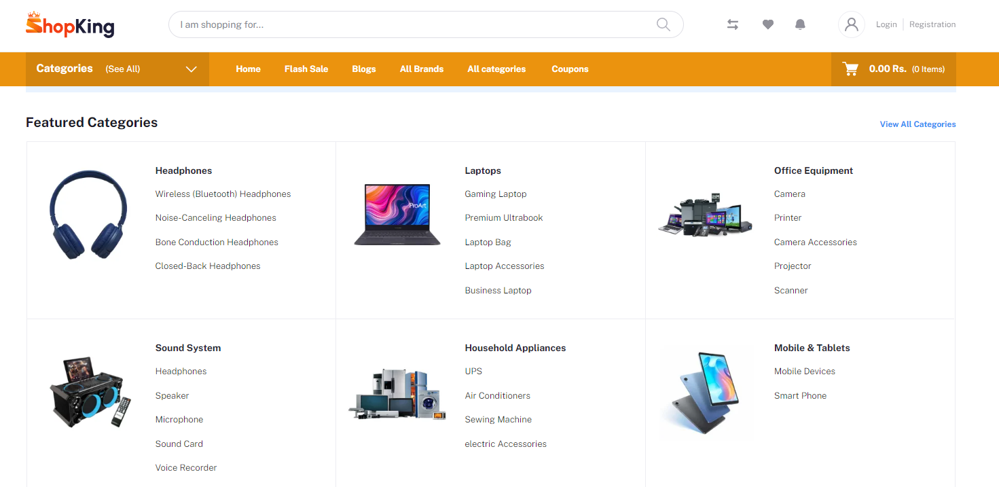 ShopKing
I am shopping for...
Login
Registration
Categories (See All)
Home
Flash Sale
Blogs
All Brands
All categories
Coupons
0.00 Rs. (0 Items)
Featured Categories
View All Categories
Headphones
Wireless (Bluetooth) Headphones
Noise-Canceling Headphones
Bone Conduction Headphones
Closed-Back Headphones
ProArt
Laptops
Gaming Laptop
Premium Ultrabook
Laptop Bag
Laptop Accessories
Business Laptop
Office Equipment
Camera
Printer
Camera Accessories
Projector
Scanner
Sound System
Headphones
Speaker
Microphone
Sound Card
Voice Recorder
Household Appliances
UPS
Air Conditioners
Sewing Machine
electric Accessories
Mobile & Tablets
Mobile Devices
Smart Phone